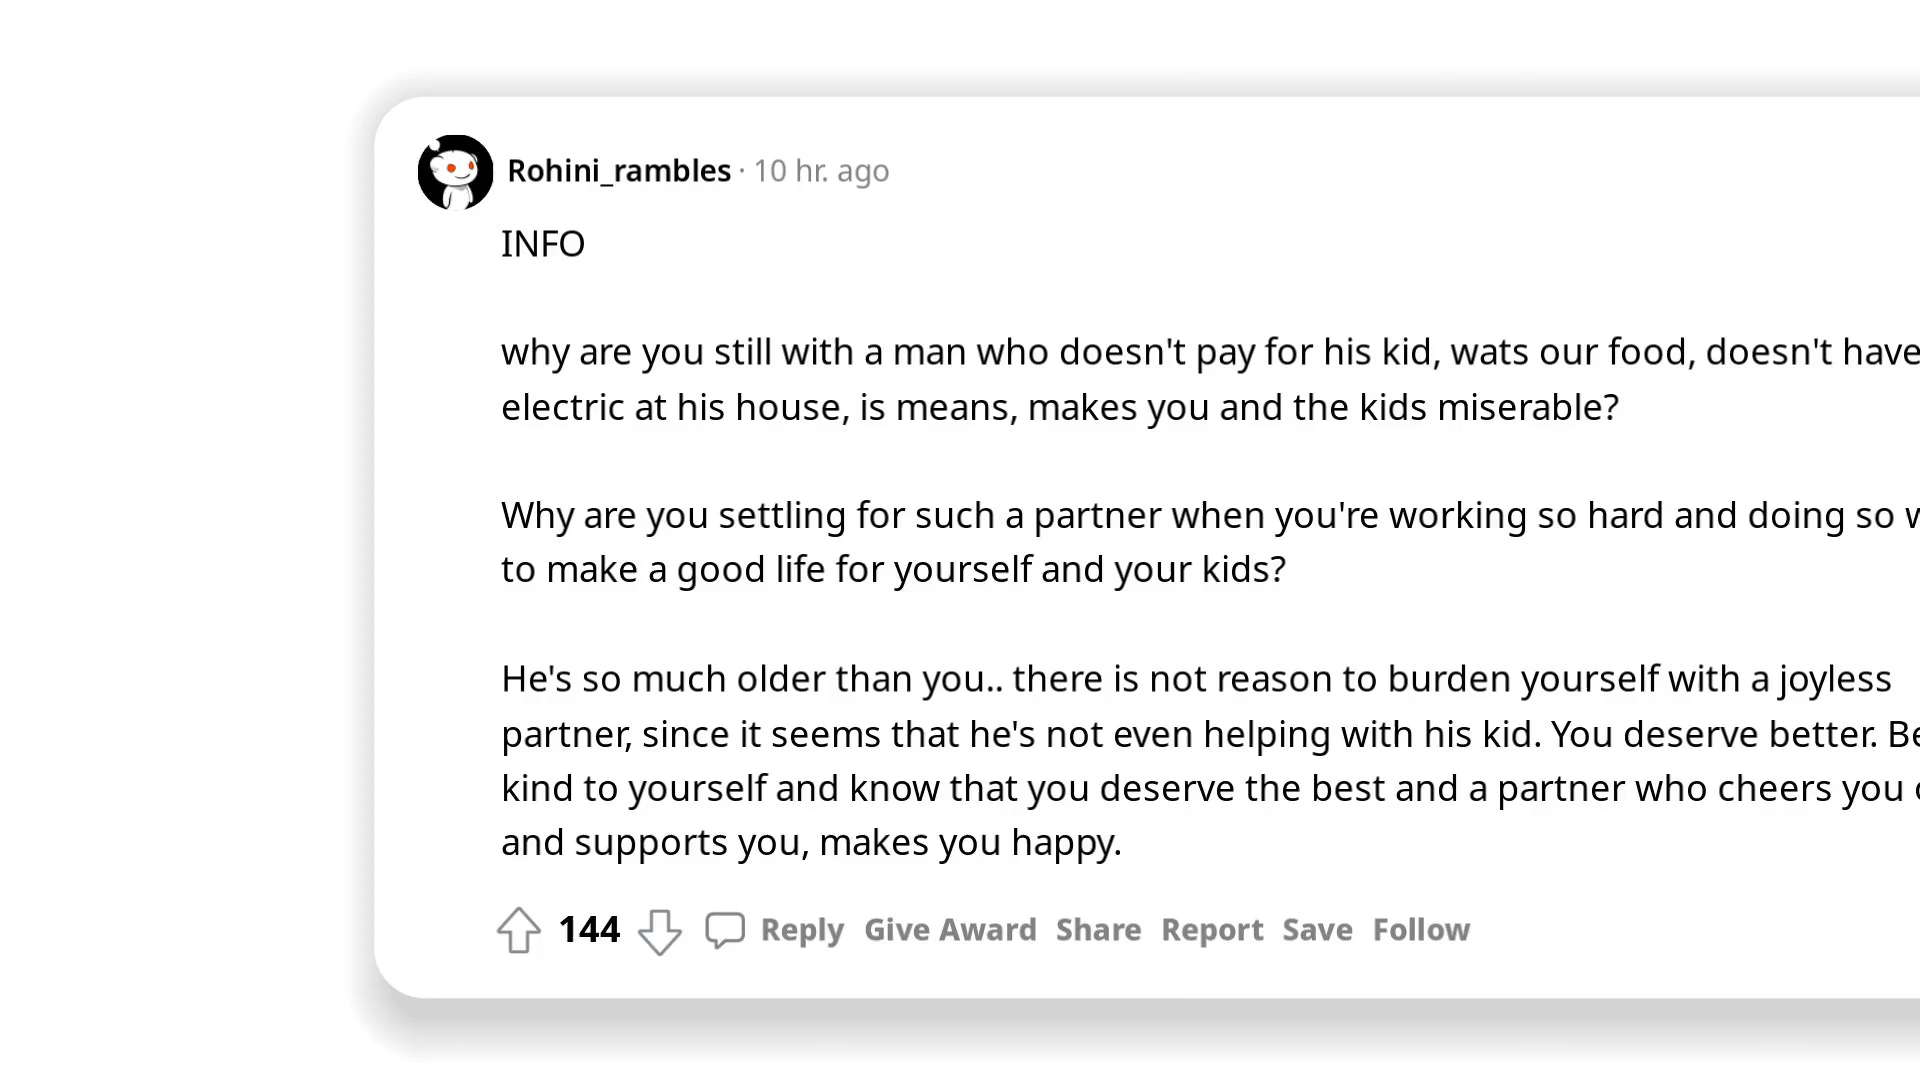 Rohini_rambles · 10 hr. ago
INFO
why are you still with a man who doesn't pay for his kid, wats our food, doesn't have
electric at his house, is means, makes you and the kids miserable?
Why are you settling for such a partner when you're working so hard and doing so
to make a good life for yourself and your kids?
He's so much older than you.. there is not reason to burden yourself with a joyless
partner, since it seems that he's not even helping with his kid. You deserve better. Be
kind to yourself and know that you deserve the best and a partner who cheers you
and supports you, makes you happy.
144 Reply Give Award Share Report Save Follow